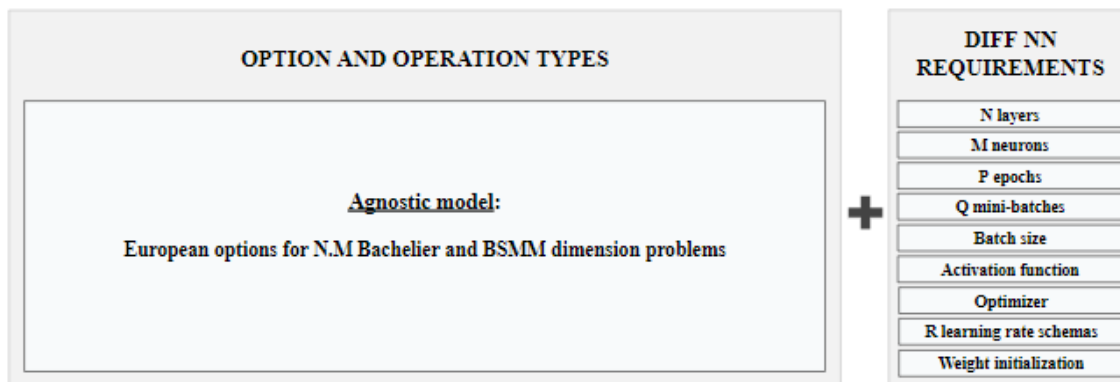 OPTION AND OPERATION TYPES
Agnostic model:
European options for N.M Bachelier and BSMM dimension problems
DIFF NN
REQUIREMENTS
N layers
M neurons
P epochs
Q mini-batches
Batch size
Activation function
Optimizer
R learning rate schemas
Weight initialization